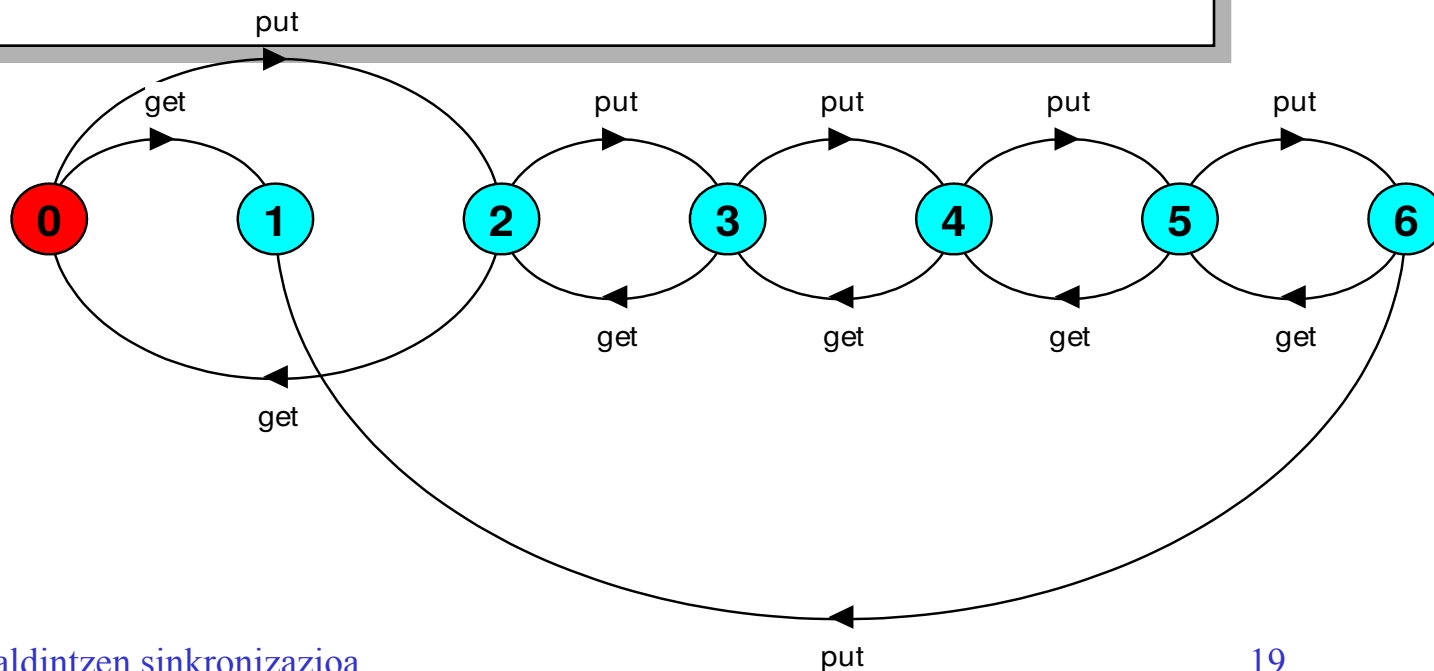 put
get
put
put
put
put
0
1
2
3
4
5
6
get
get
get
get
get
put
aldintzen sinkronizazioa
19